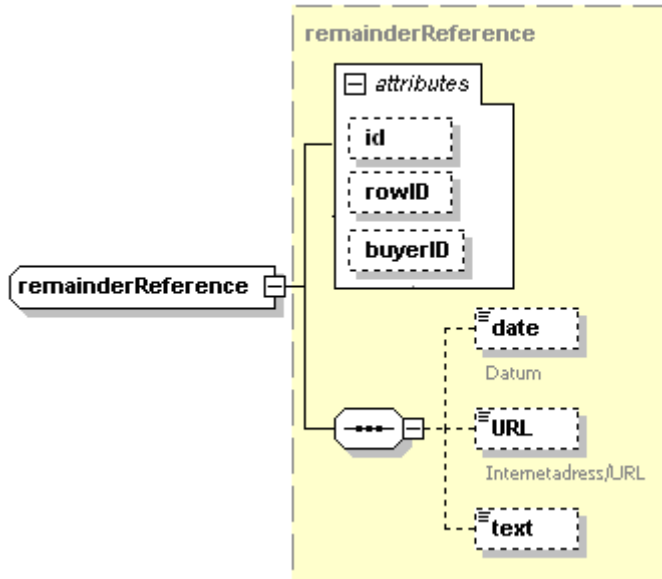 remainderReference
attributes
id
rowID
buyerID
remainderReference
date
Datum
URL
Internetadress/URL
text